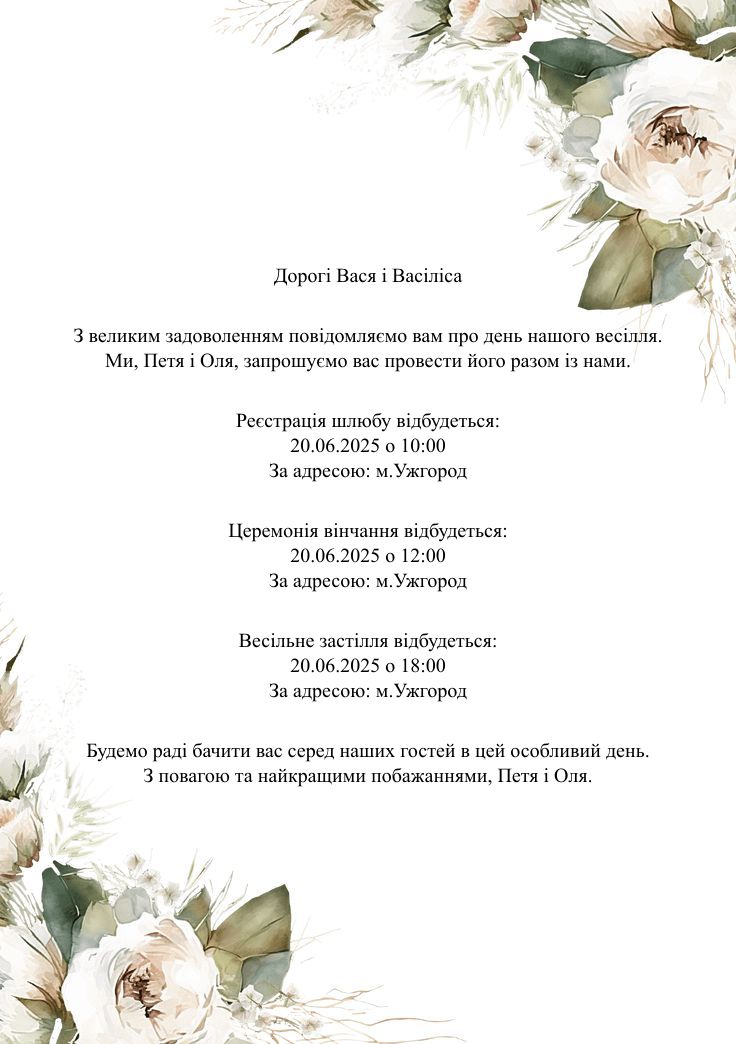 Дорогі Вася і Васіліса
З великим задоволенням повідомляємо вам про день нашого весілля.
Ми, Петя і Оля, запрошуємо вас провести його разом із нами.
Реєстрація шлюбу відбудеться:
20.06.2025 о 10:00
За адресою: м.Ужгород
Церемонія вінчання відбудеться:
20.06.2025 о 12:00
За адресою: м.Ужгород
Весільне застілля відбудеться:
20.06.2025 о 18:00
За адресою: м.Ужгород
Будемо раді бачити вас серед наших гостей в цей особливий день.
З повагою та найкращими побажаннями, Петя і Оля.